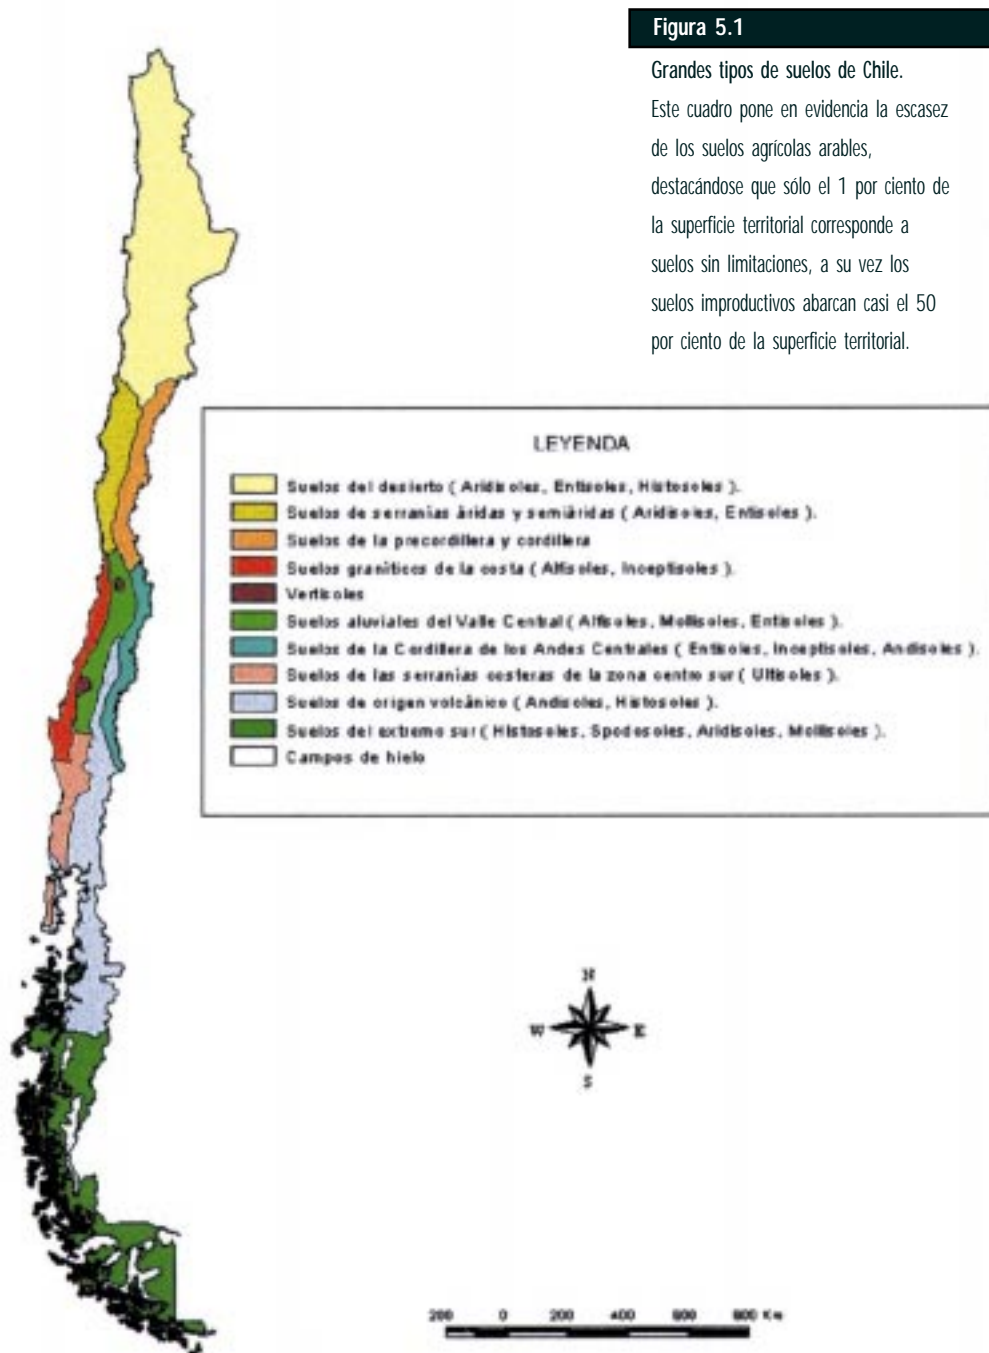 Figura 5.1
Grandes tipos de suelos de Chile.
Este cuadro pone en evidencia la escasez
de los suelos agrícolas arables,
destacándose que sólo el 1 por ciento de
la superficie territorial corresponde a
suelos sin limitaciones, a su vez los
suelos improductivos abarcan casi el 50
por ciento de la superficie territorial.
LEYENDA
Suelos del desierto ( Aridisoles, Entisoles, Histosoles ).
Suelos de serranías áridas y semiáridas ( Aridisoles, Entisoles ).
Suelos de la precordillera y cordillera
Suelos graníticos de la costa ( Alfisoles, Inceptisoles ).
Vertisoles
Suelos aluviales del Valle Central ( Alfisoles, Mollisoles, Entisoles ).
Suelos de la Cordillera de los Andes Centrales ( Entisoles, Inceptisoles, Andisoles ).
Suelos de las serranías costeras de la zona centro sur ( Ultisoles ).
Suelos de origen volcánico ( Andisoles, Histosoles ).
Suelos del extremo sur ( Histosoles, Spodosoles, Aridisoles, Mollisoles ).
Campos de hielo
N
W E
S
200 0 200 400 600 800 Km